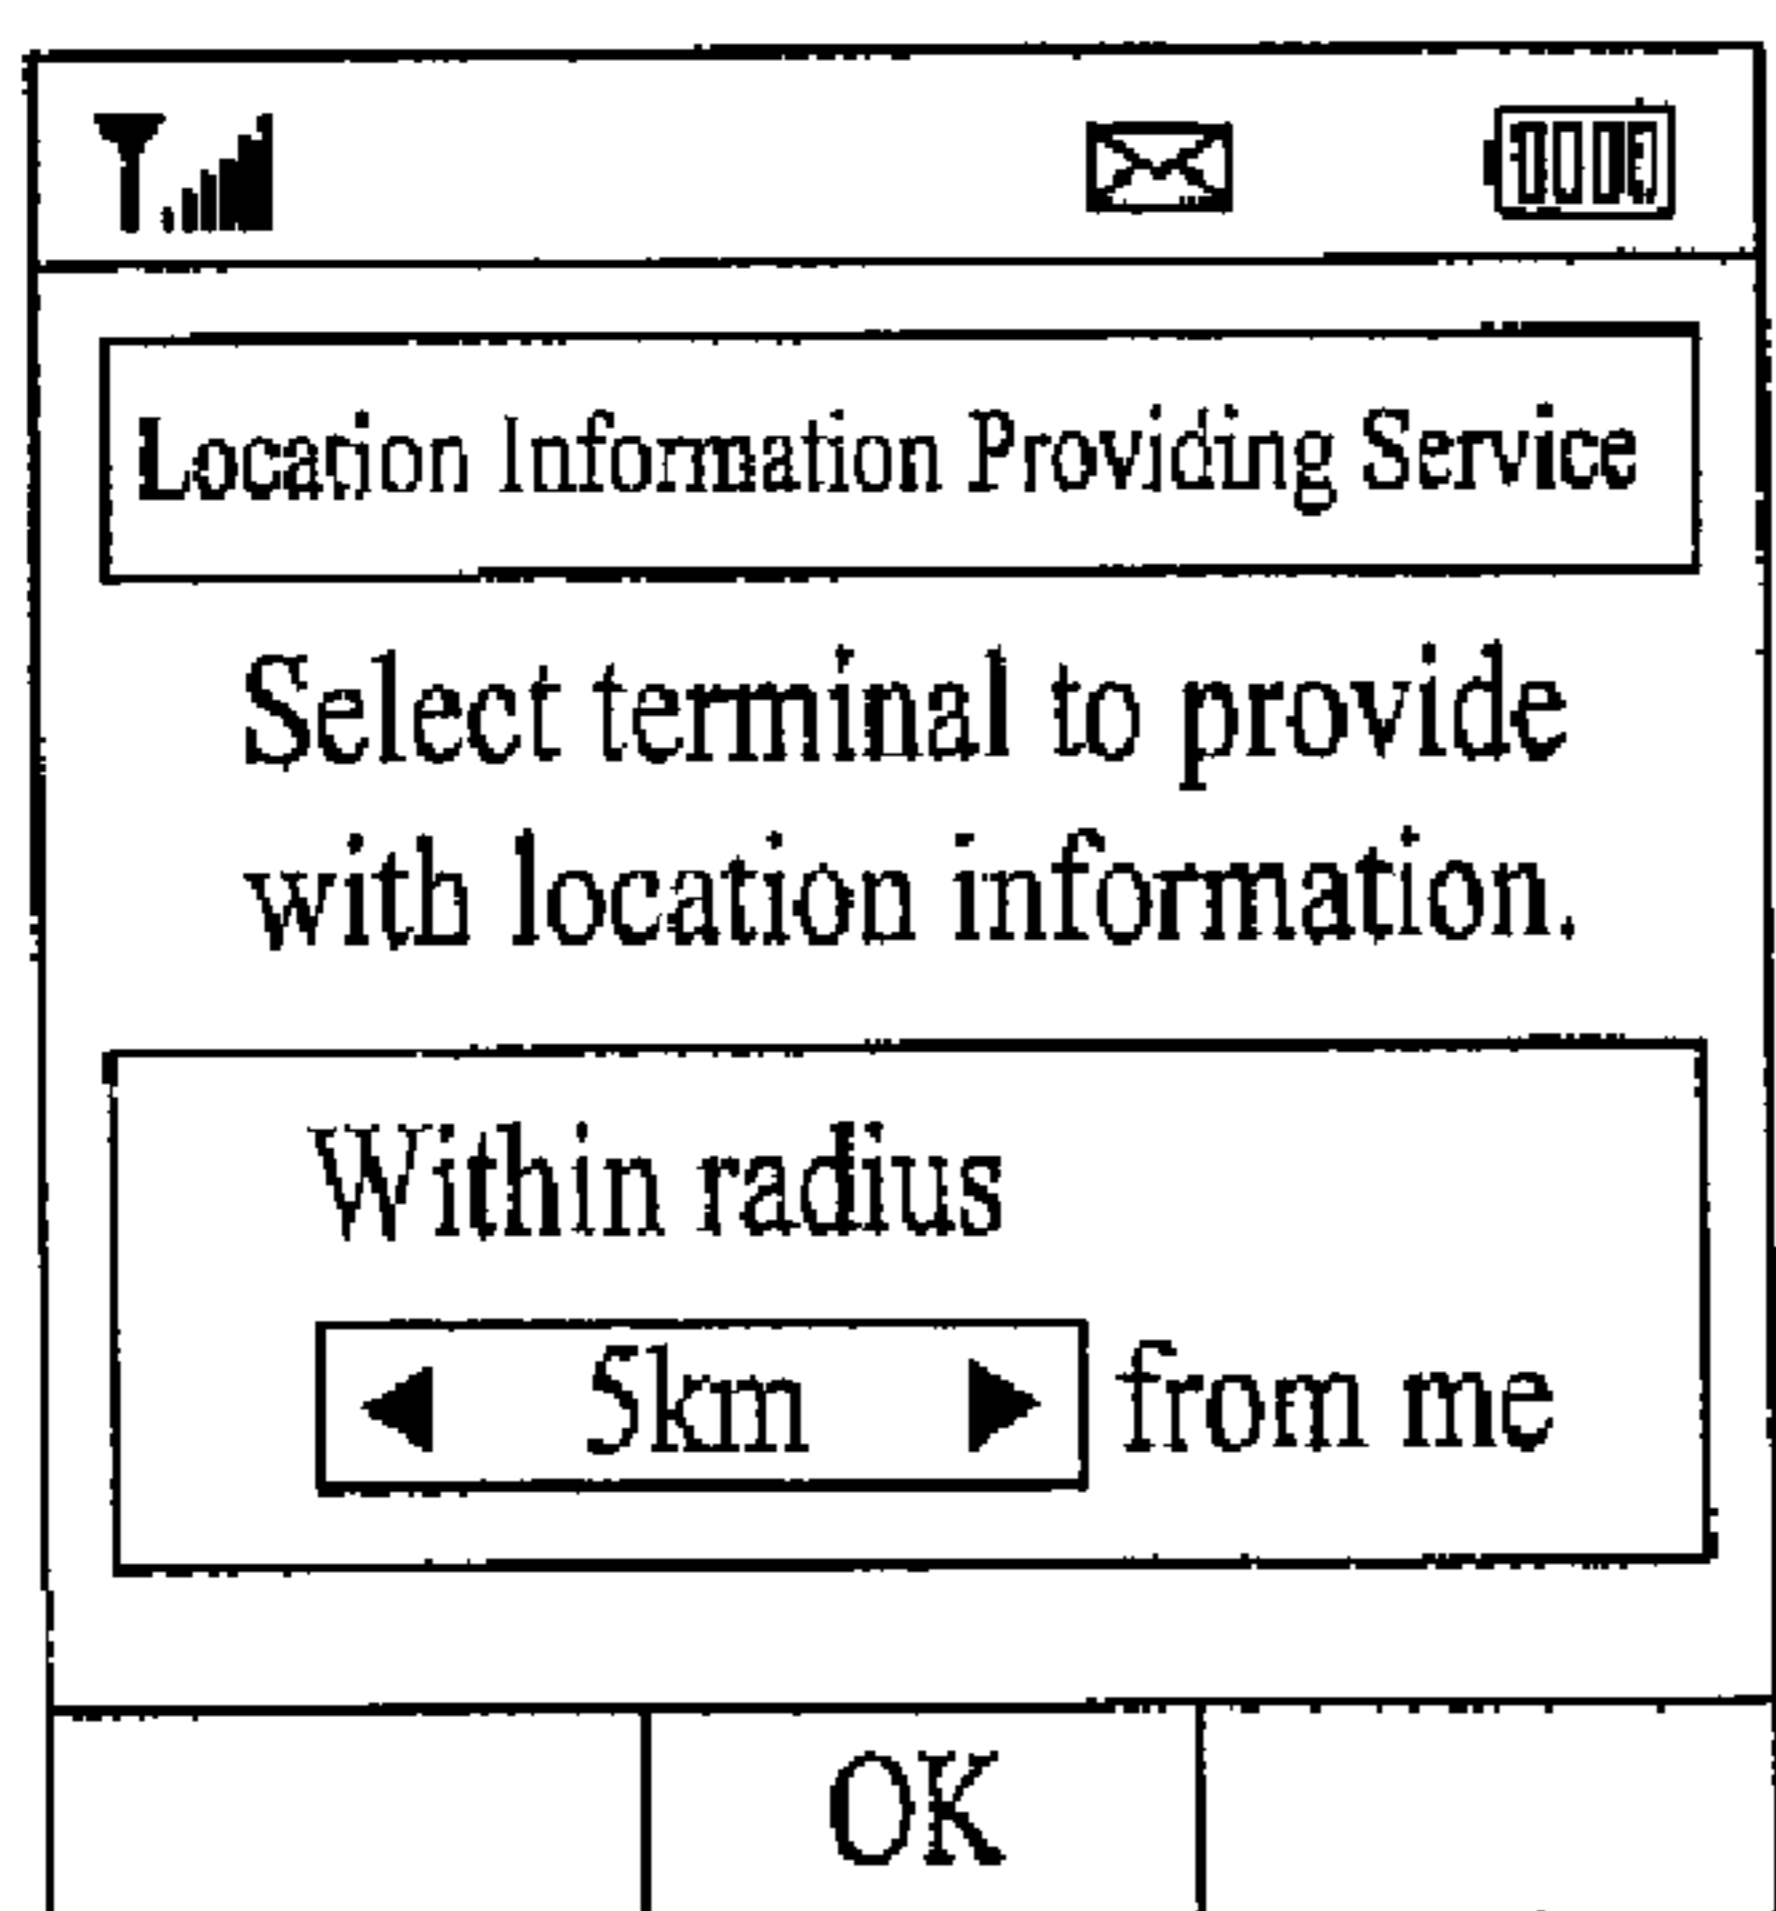 Location Information Providing Service
Select terminal to provide
with location information.
Within radius
5km from me
OK